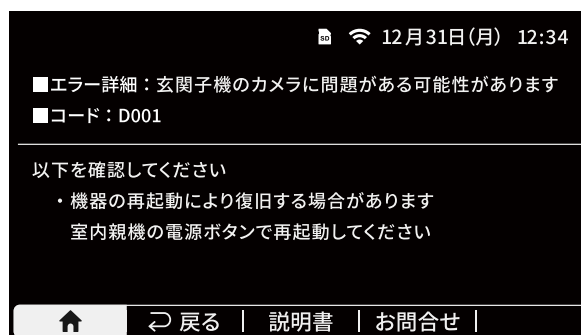 SD 12月31日(月) 12:34
■エラー詳細：玄関子機のカメラに問題がある可能性があります
■コード：D001
以下を確認してください
・機器の再起動により復旧する場合があります
室内親機の電源ボタンで再起動してください
戻る | 説明書 | お問合せ |